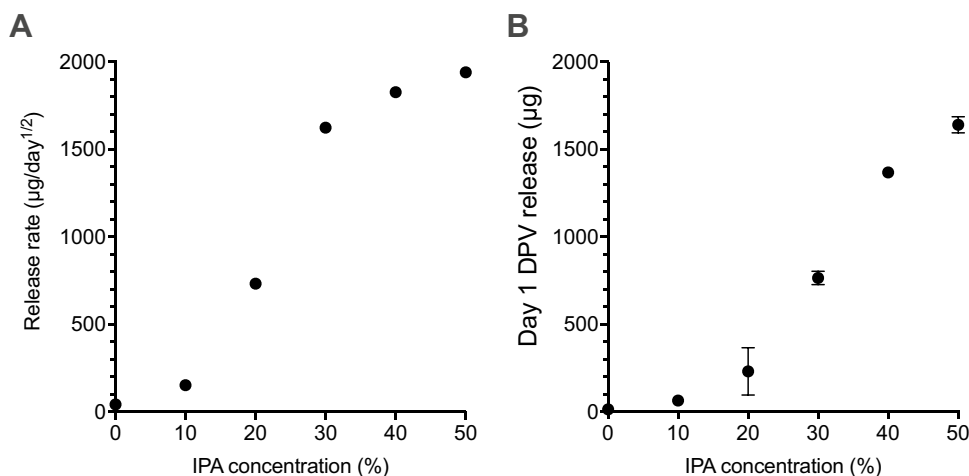 A
Release rate (µg/day1/2)
2000
1500
1000
500
0
0 10 20 30 40 50
IPA concentration (%)
B
Day 1 DPV release (µg)
2000
1500
1000
500
0
0 10 20 30 40 50
IPA concentration (%)